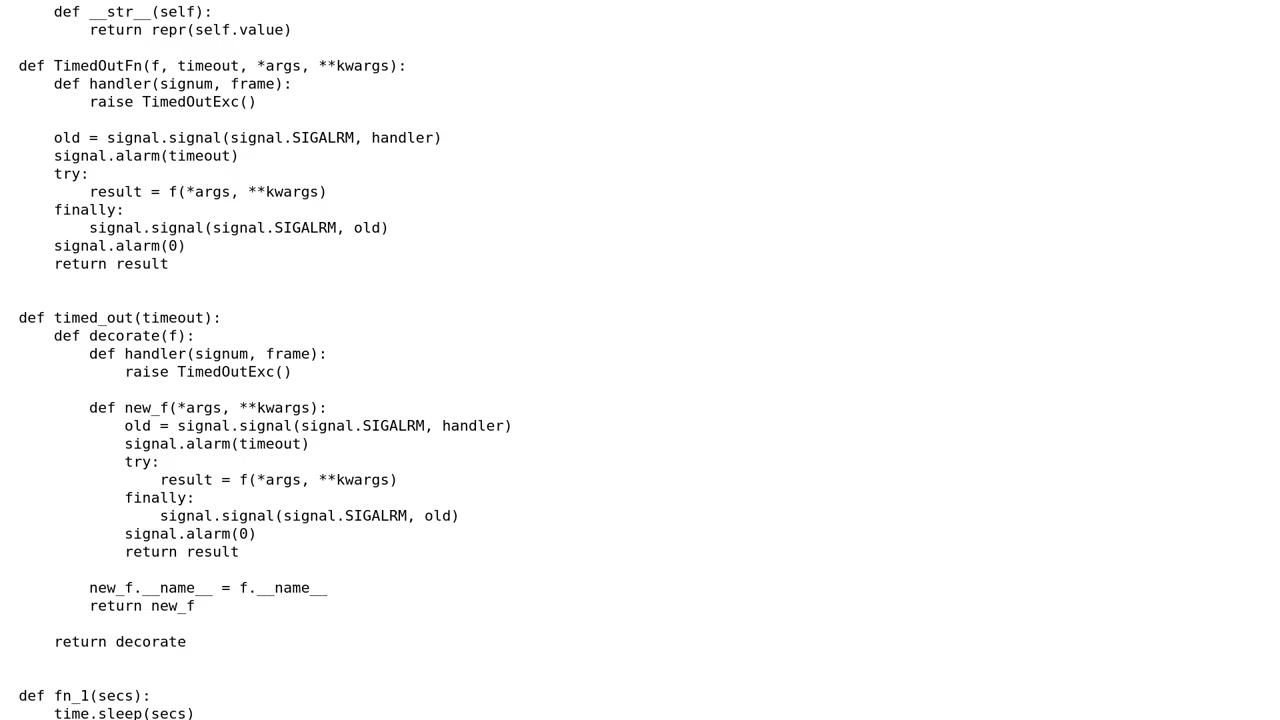 def __str__(self):
        return repr(self.value)

def TimedOutFn(f, timeout, *args, **kwargs):
    def handler(signum, frame):
        raise TimedOutExc()

    old = signal.signal(signal.SIGALRM, handler)
    signal.alarm(timeout)
    try:
        result = f(*args, **kwargs)
    finally:
        signal.signal(signal.SIGALRM, old)
    signal.alarm(0)
    return result


def timed_out(timeout):
    def decorate(f):
        def handler(signum, frame):
            raise TimedOutExc()

        def new_f(*args, **kwargs):
            old = signal.signal(signal.SIGALRM, handler)
            signal.alarm(timeout)
            try:
                result = f(*args, **kwargs)
            finally:
                signal.signal(signal.SIGALRM, old)
            signal.alarm(0)
            return result

        new_f.__name__ = f.__name__
        return new_f

    return decorate


def fn_1(secs):
    time.sleep(secs)